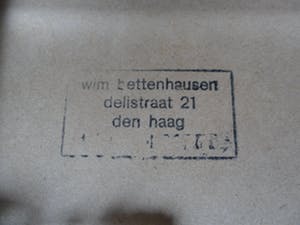 wim bettenhausen
delistraat 21
den haag